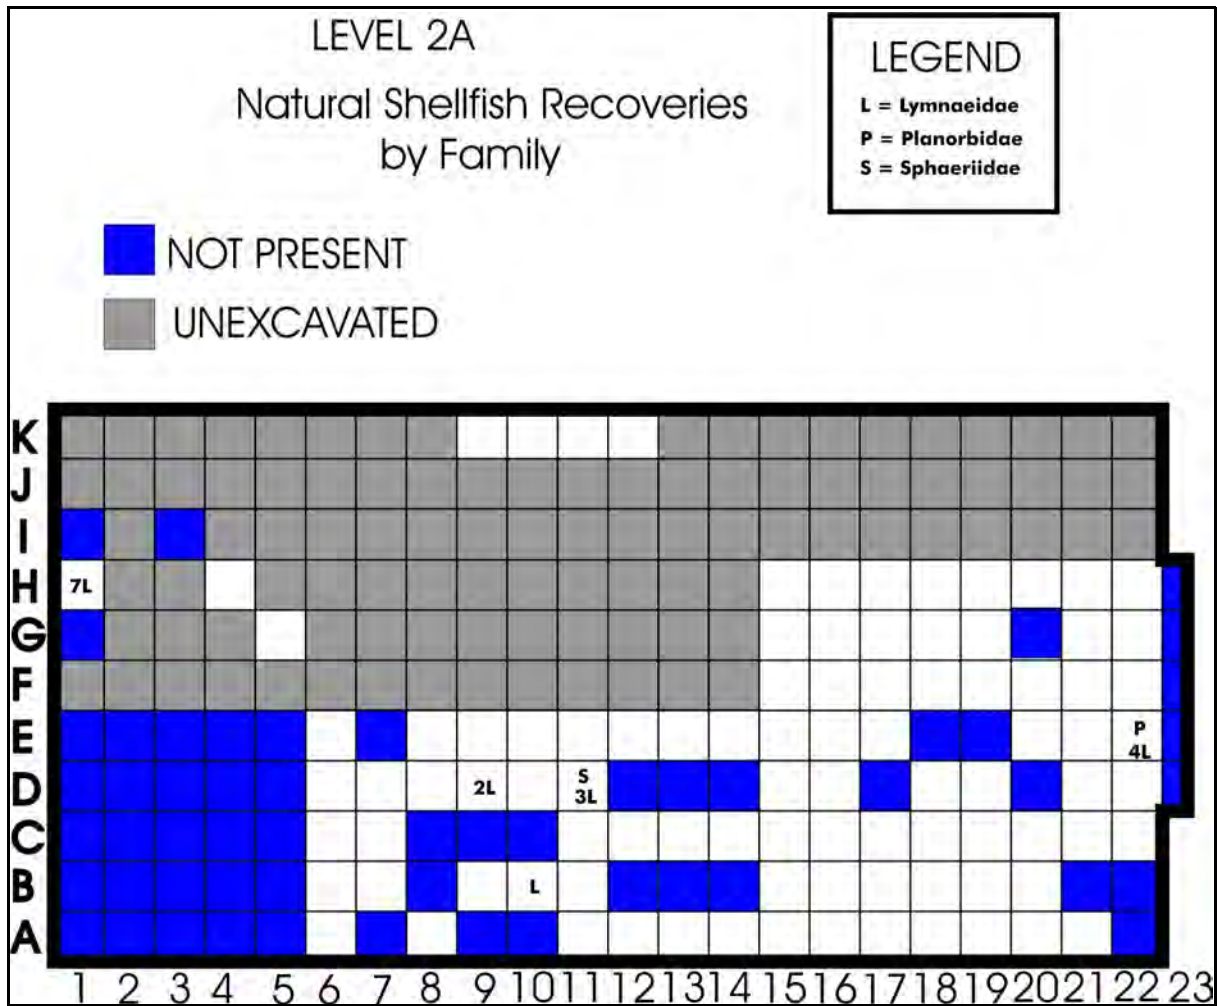 LEVEL 2A
Natural Shellfish Recoveries
by Family
LEGEND
L = Lymnaeidae
P = Planorbidae
S = Sphaeriidae
NOT PRESENT
UNEXCAVATED
K
J
I
H
7L
G
F
E
P
4L
D
2L
S
3L
C
B
L
A
1 2 3 4 5 6 7 8 9 10 11 12 13 14 15 16 17 18 19 20 21 22 23